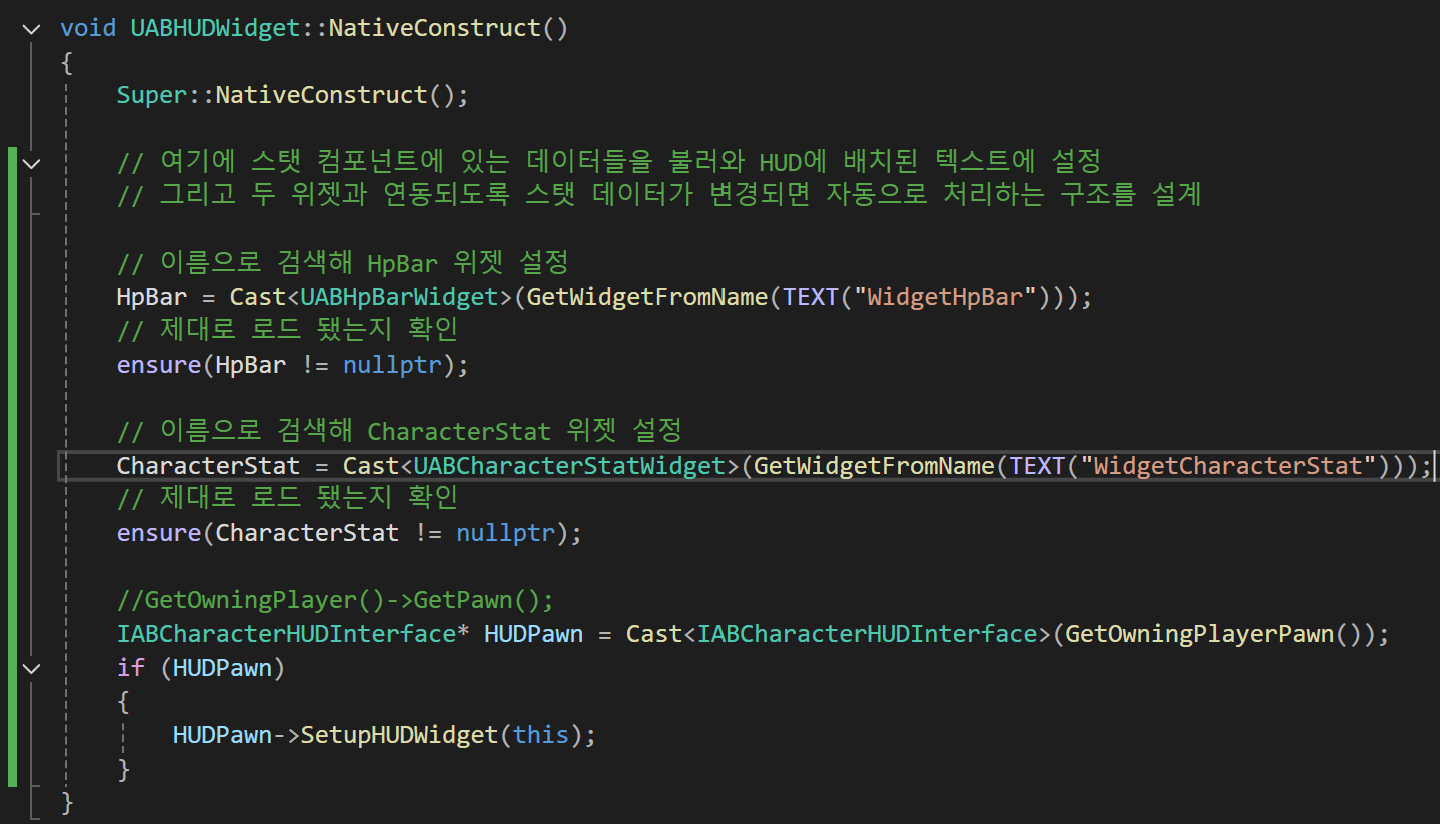 void UABHUDWidget::NativeConstruct()
{
    Super::NativeConstruct();

    // 여기에 스탯 컴포넌트에 있는 데이터들을 불러와 HUD에 배치된 텍스트에 설정
    // 그리고 두 위젯과 연동되도록 스탯 데이터가 변경되면 자동으로 처리하는 구조를 설계

    // 이름으로 검색해 HpBar 위젯 설정
    HpBar = Cast<UABHpBarWidget>(GetWidgetFromName(TEXT("WidgetHpBar")));
    // 제대로 로드 됐는지 확인
    ensure(HpBar != nullptr);

    // 이름으로 검색해 CharacterStat 위젯 설정
    CharacterStat = Cast<UABCharacterStatWidget>(GetWidgetFromName(TEXT("WidgetCharacterStat")));
    // 제대로 로드 됐는지 확인
    ensure(CharacterStat != nullptr);

    //GetOwningPlayer()->GetPawn();
    IABCharacterHUDInterface* HUDPawn = Cast<IABCharacterHUDInterface>(GetOwningPlayerPawn());
    if (HUDPawn)
    {
        HUDPawn->SetupHUDWidget(this);
    }
}